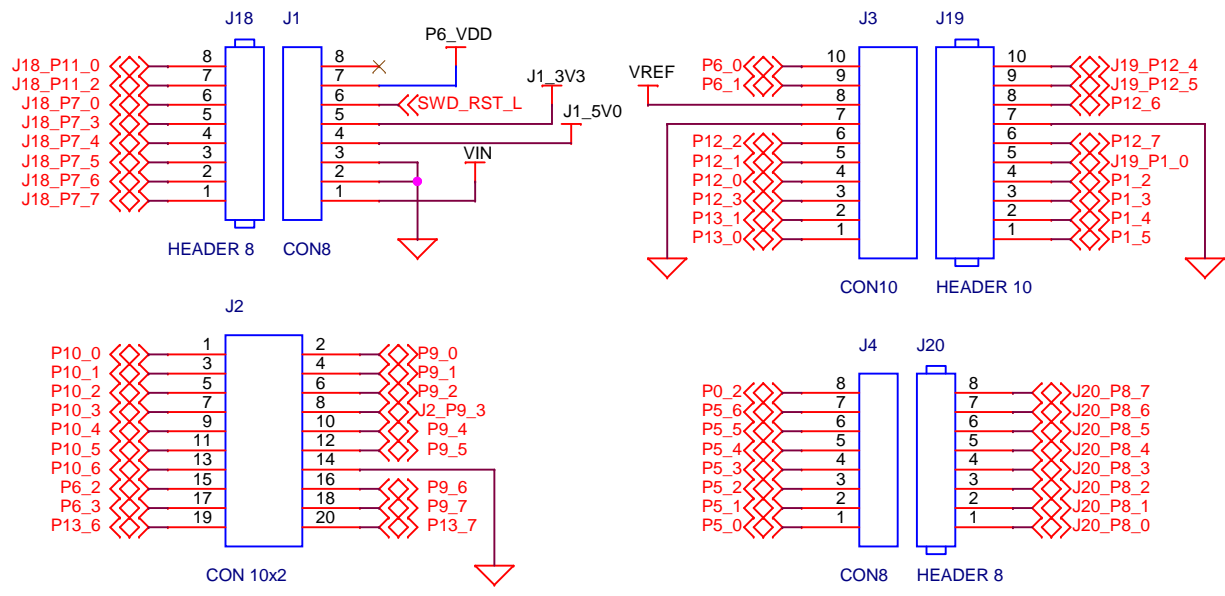 J18 J1
P6_VDD
J18_P11_0 8 8
J18_P11_2 7 7
J18_P7_0 6 6 SWD_RST_L
J1_3V3
J18_P7_3 5 5
J1_5V0
J18_P7_4 4 4
VIN
J18_P7_5 3 3
J18_P7_6 2 2
J18_P7_7 1 1
HEADER 8 CON8
J3 J19
P6_0 10 10 J19_P12_4
VREF
P6_1 9 9 J19_P12_5
8 8 P12_6
7 7
P12_2 6 6 P12_7
P12_1 5 5 J19_P1_0
P12_0 4 4 P1_2
P12_3 3 3 P1_3
P13_1 2 2 P1_4
P13_0 1 1 P1_5
CON10 HEADER 10
J2
P10_0 1 2 P9_0
P10_1 3 4 P9_1
P10_2 5 6 P9_2
P10_3 7 8 J2_P9_3
P10_4 9 10 P9_4
P10_5 11 12 P9_5
P10_6 13 14
P6_2 15 16 P9_6
P6_3 17 18 P9_7
P13_6 19 20 P13_7
CON 10x2
J4 J20
P0_2 8 8 J20_P8_7
P5_6 7 7 J20_P8_6
P5_5 6 6 J20_P8_5
P5_4 5 5 J20_P8_4
P5_3 4 4 J20_P8_3
P5_2 3 3 J20_P8_2
P5_1 2 2 J20_P8_1
P5_0 1 1 J20_P8_0
CON8 HEADER 8